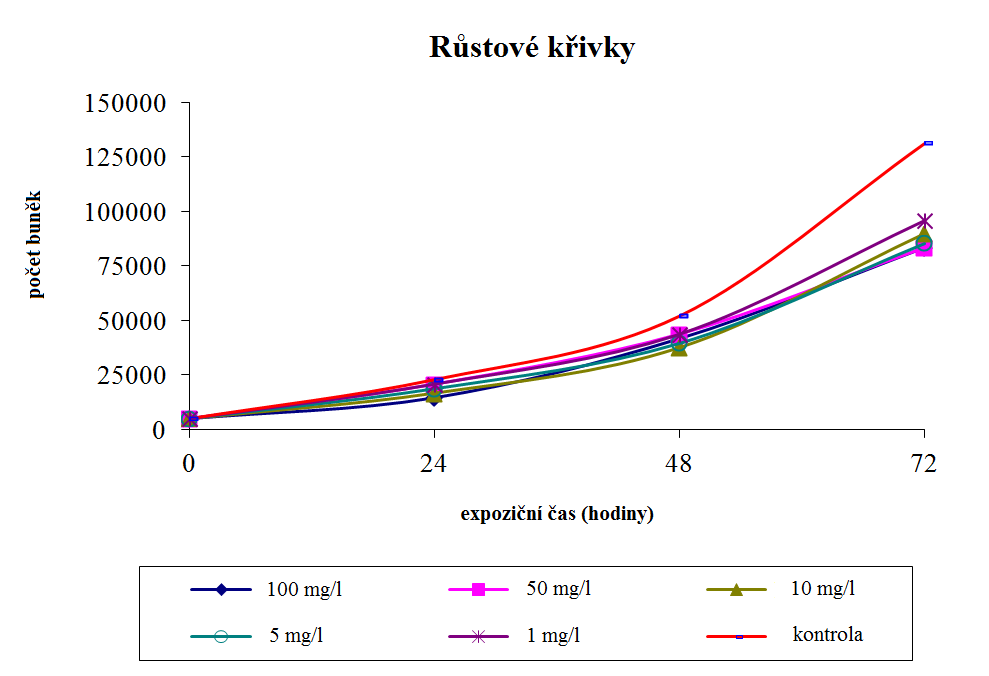 Růstové křivky
150000
125000
100000
75000
50000
25000
0
počet buněk
0 24 48 72
expoziční čas (hodiny)
100 mg/l 50 mg/l 10 mg/l
5 mg/l 1 mg/l kontrola